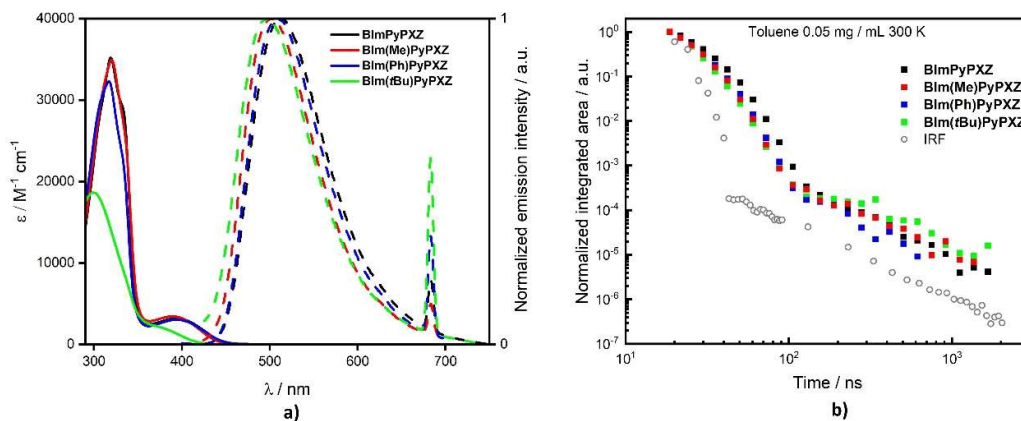 40000
30000
20000
10000
0
ε / M⁻¹ cm⁻¹
300 400 500 600 700
λ / nm
1
0
Normalized emission intensity / a.u.
BImPyPXZ
BIm(Me)PyPXZ
BIm(Ph)PyPXZ
BIm(tBu)PyPXZ
a)
10⁰
10⁻¹
10⁻²
10⁻³
10⁻⁴
10⁻⁵
10⁻⁶
10⁻⁷
Normalized integrated area / a.u.
10¹ 10² 10³
Time / ns
Toluene 0.05 mg / mL 300 K
BImPyPXZ
BIm(Me)PyPXZ
BIm(Ph)PyPXZ
BIm(tBu)PyPXZ
IRF
b)